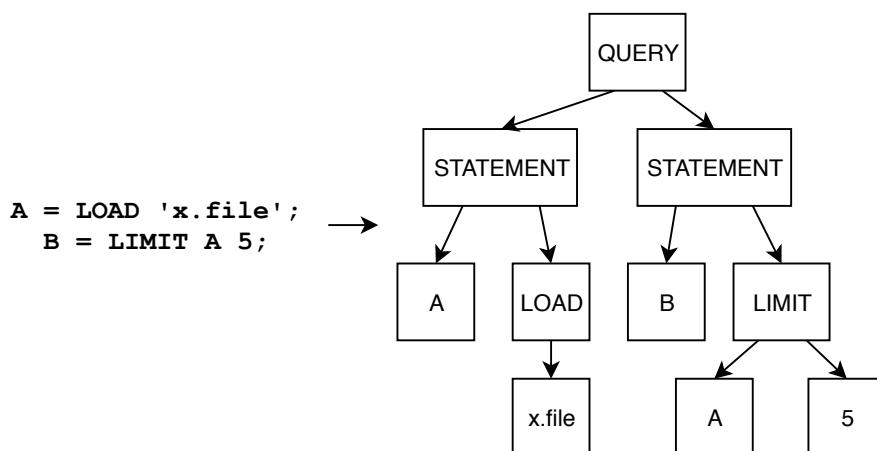 A = LOAD 'x.file';
B = LIMIT A 5;
QUERY
STATEMENT STATEMENT
A LOAD B LIMIT
x.file A 5